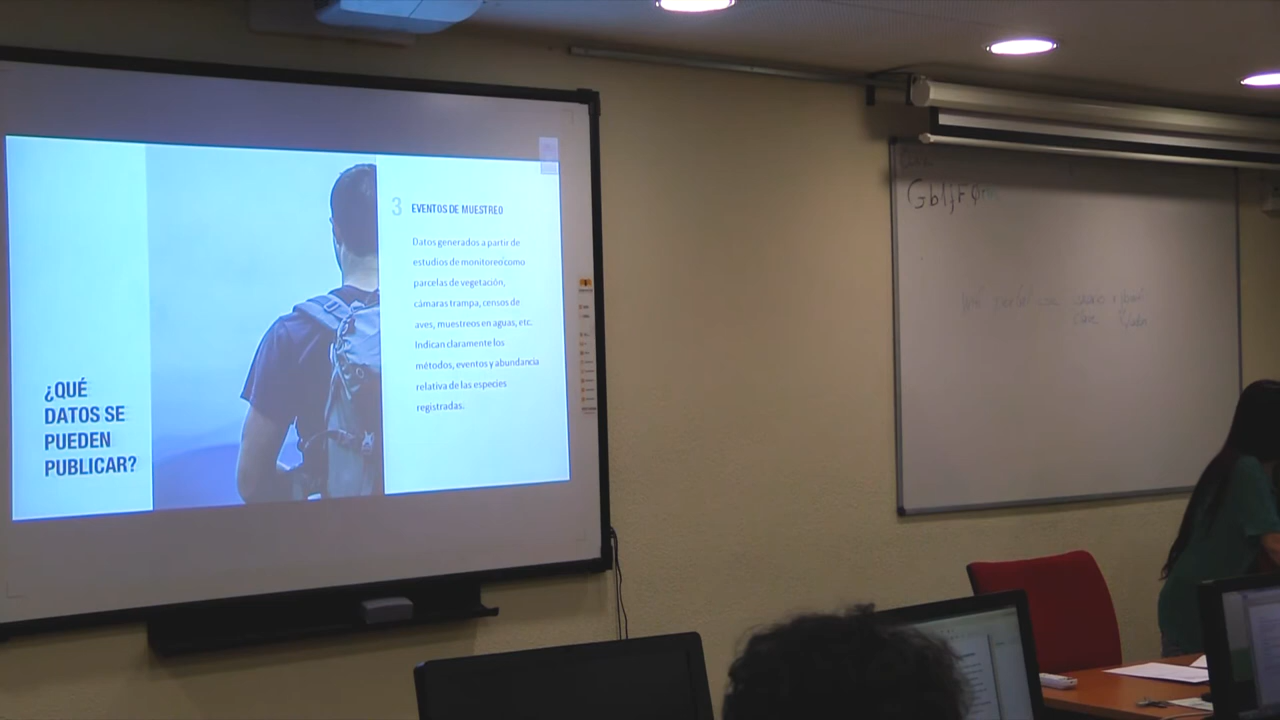 ¿QUÉ
DATOS SE
PUEDEN
PUBLICAR?
3 EVENTOS DE MUESTREO
Datos generados a partir de
estudios de monitoreo como
parcelas de vegetación,
cámaras trampa, censos de
aves, muestreos en aguas, etc.
Indican claramente los
métodos, eventos y abundancia
relativa de las especies
registradas.